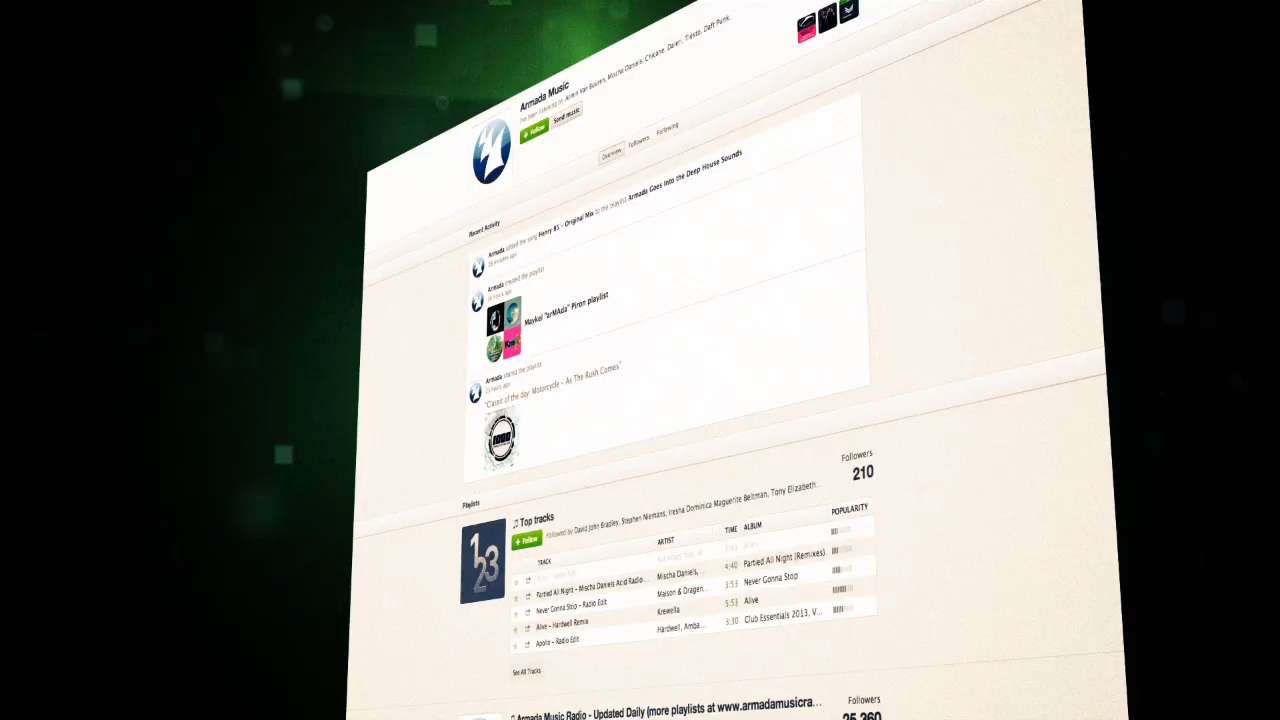 Armada Music
I've been listening to: Armin Van Buuren, Mischa Daniels, Chicane, Daleri, Tiësto, Daft Punk.
+ Follow
Send music
Overview
Followers
Following
Recent Activity
Armada added the song Henry 85 - Original Mix to the playlist Armada Goes Into the Deep House Sounds
Armada created the playlist
Maykel "arMAda" Piron playlist
Armada shared the playlist
"Classic of the day: Motorcycle - As The Rush Comes"
Playlists
123
Top tracks
Followers
210
+ Follow
Followed by David John Bradley, Stephen Niemans, Iresha Dominica Maguerite Beltman, Tony Elizabeth...
TRACK ARTIST TIME ALBUM POPULARITY
Partied All Night - Mischa Daniels Acid Radio... Mischa Daniels, ... 4:40 Partied All Night (Remixes)
Never Gonna Stop - Radio Edit Maison & Dragen... 3:53 Never Gonna Stop
Alive - Hardwell Remix Krewella 5:53 Alive
Apollo - Radio Edit Hardwell, Amba... 3:30 Club Essentials 2013, V...
See All Tracks
Armada Music Radio - Updated Daily (more playlists at www.armadamusicra...
Followers
25,360